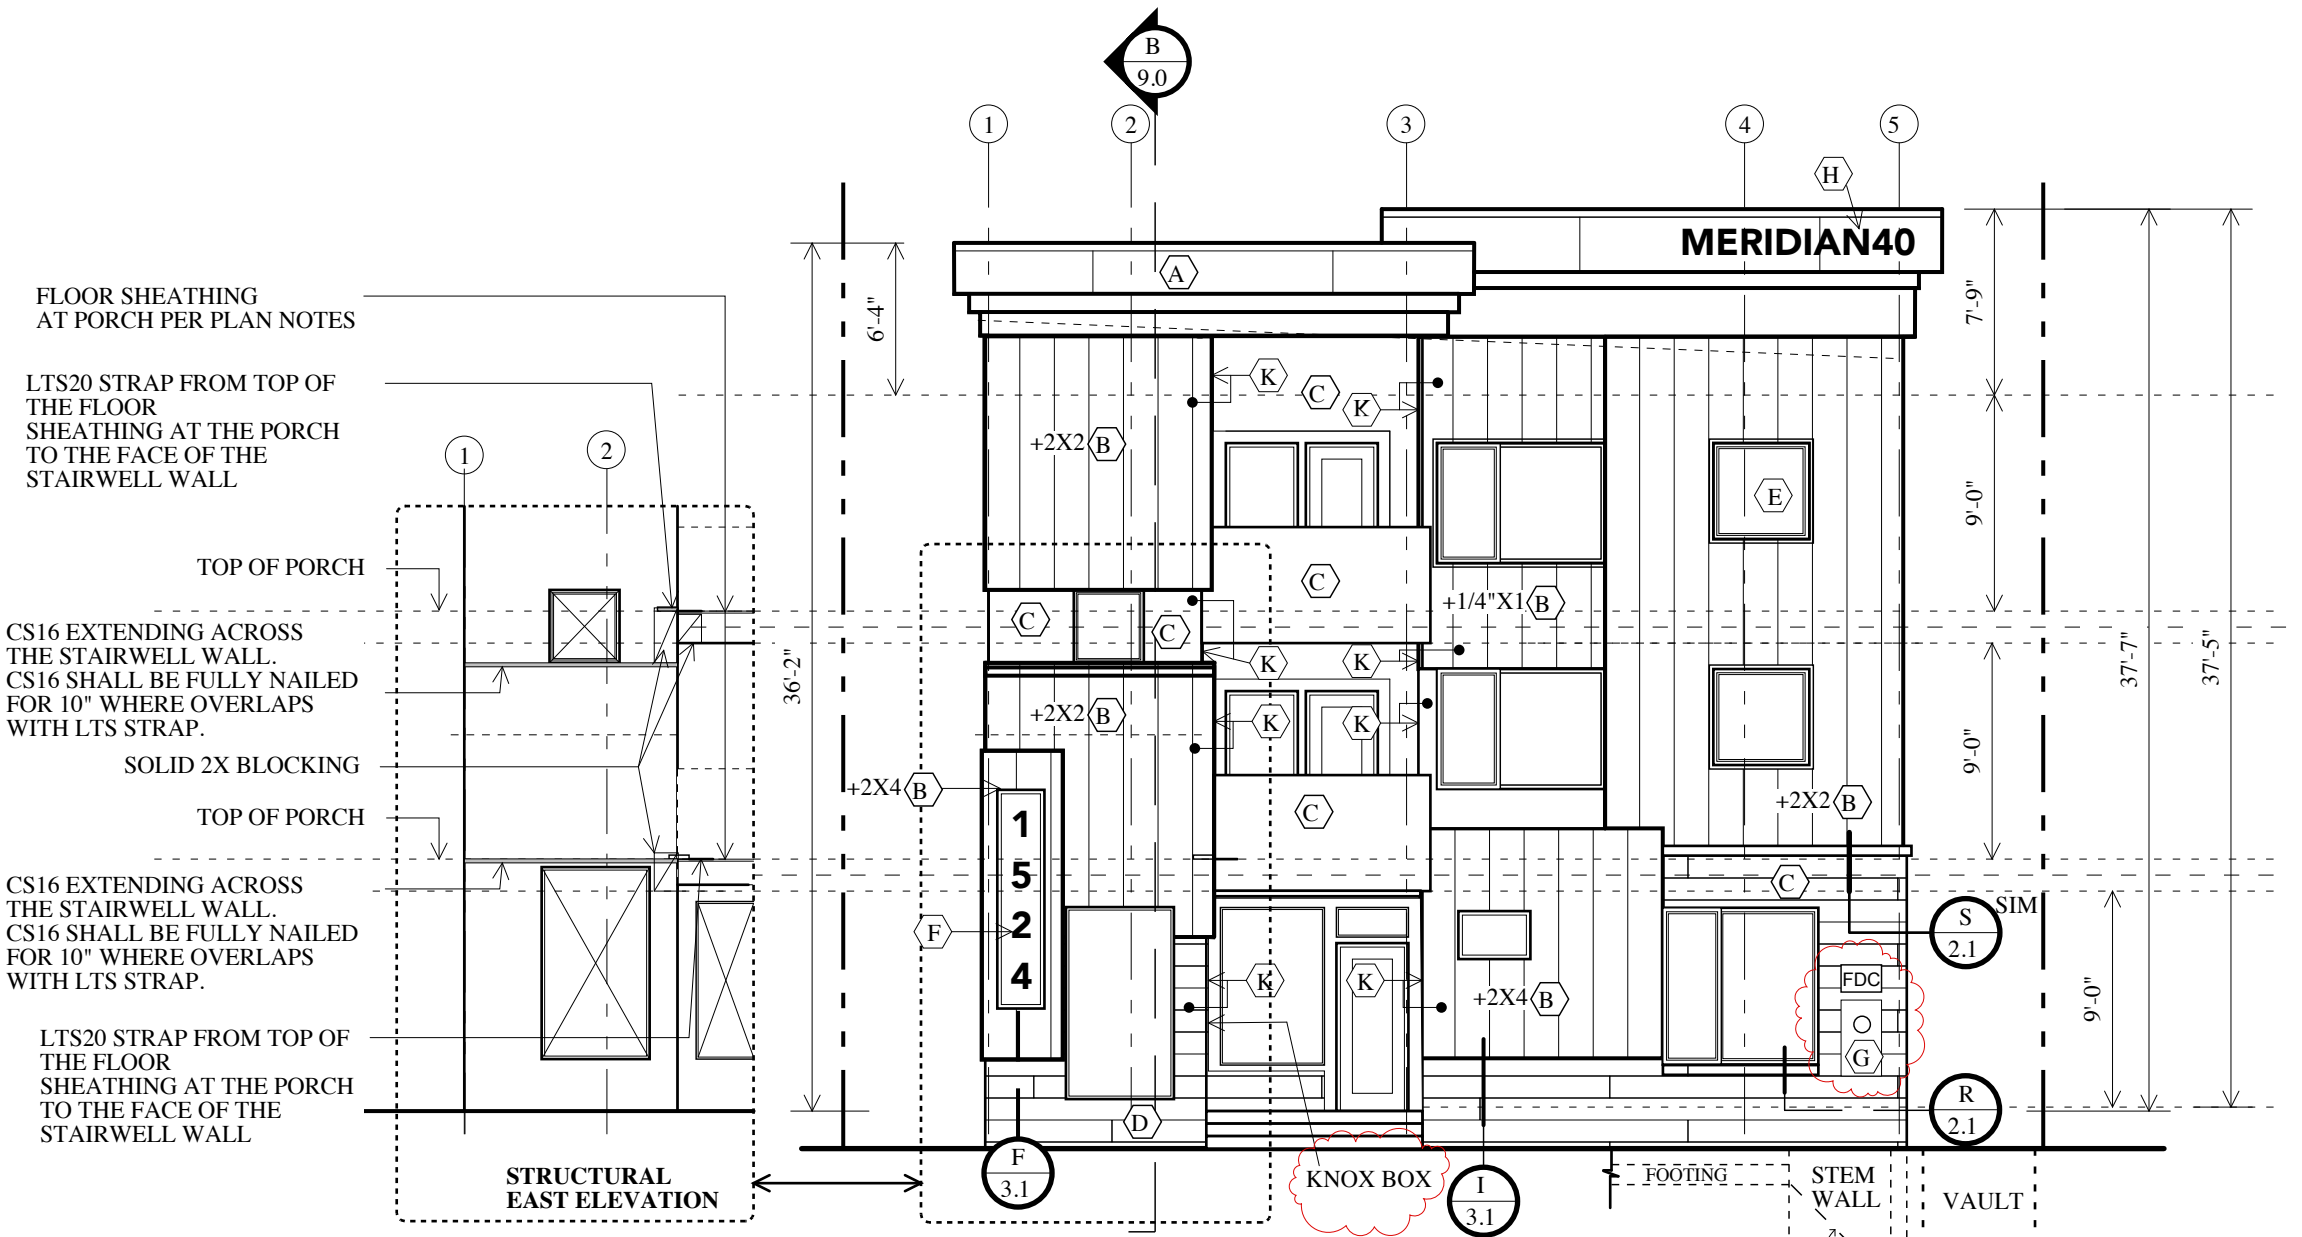 B
9.0
1
2
3
4
5
H
MERIDIAN40
A
FLOOR SHEATHING
AT PORCH PER PLAN NOTES
6'-4"
7'-9"
LTS20 STRAP FROM TOP OF
THE FLOOR
SHEATHING AT THE PORCH
TO THE FACE OF THE
STAIRWELL WALL
K
C
K
1
2
+2X2 B
E
9'-0"
TOP OF PORCH
C
+1/4"X1 B
CS16 EXTENDING ACROSS
THE STAIRWELL WALL.
CS16 SHALL BE FULLY NAILED
FOR 10" WHERE OVERLAPS
WITH LTS STRAP.
C
C
K
K
36'-2"
37'-7"
37'-5"
+2X2 B
K
K
9'-0"
SOLID 2X BLOCKING
+2X4 B
C
+2X2 B
TOP OF PORCH
1
5
2
4
CS16 EXTENDING ACROSS
THE STAIRWELL WALL.
CS16 SHALL BE FULLY NAILED
FOR 10" WHERE OVERLAPS
WITH LTS STRAP.
C
F
SIM
S
2.1
K
K
FDC
+2X4 B
9'-0"
G
LTS20 STRAP FROM TOP OF
THE FLOOR
SHEATHING AT THE PORCH
TO THE FACE OF THE
STAIRWELL WALL
D
R
2.1
STRUCTURAL
EAST ELEVATION
F
3.1
KNOX BOX
I
3.1
FOOTING
STEM
WALL
VAULT